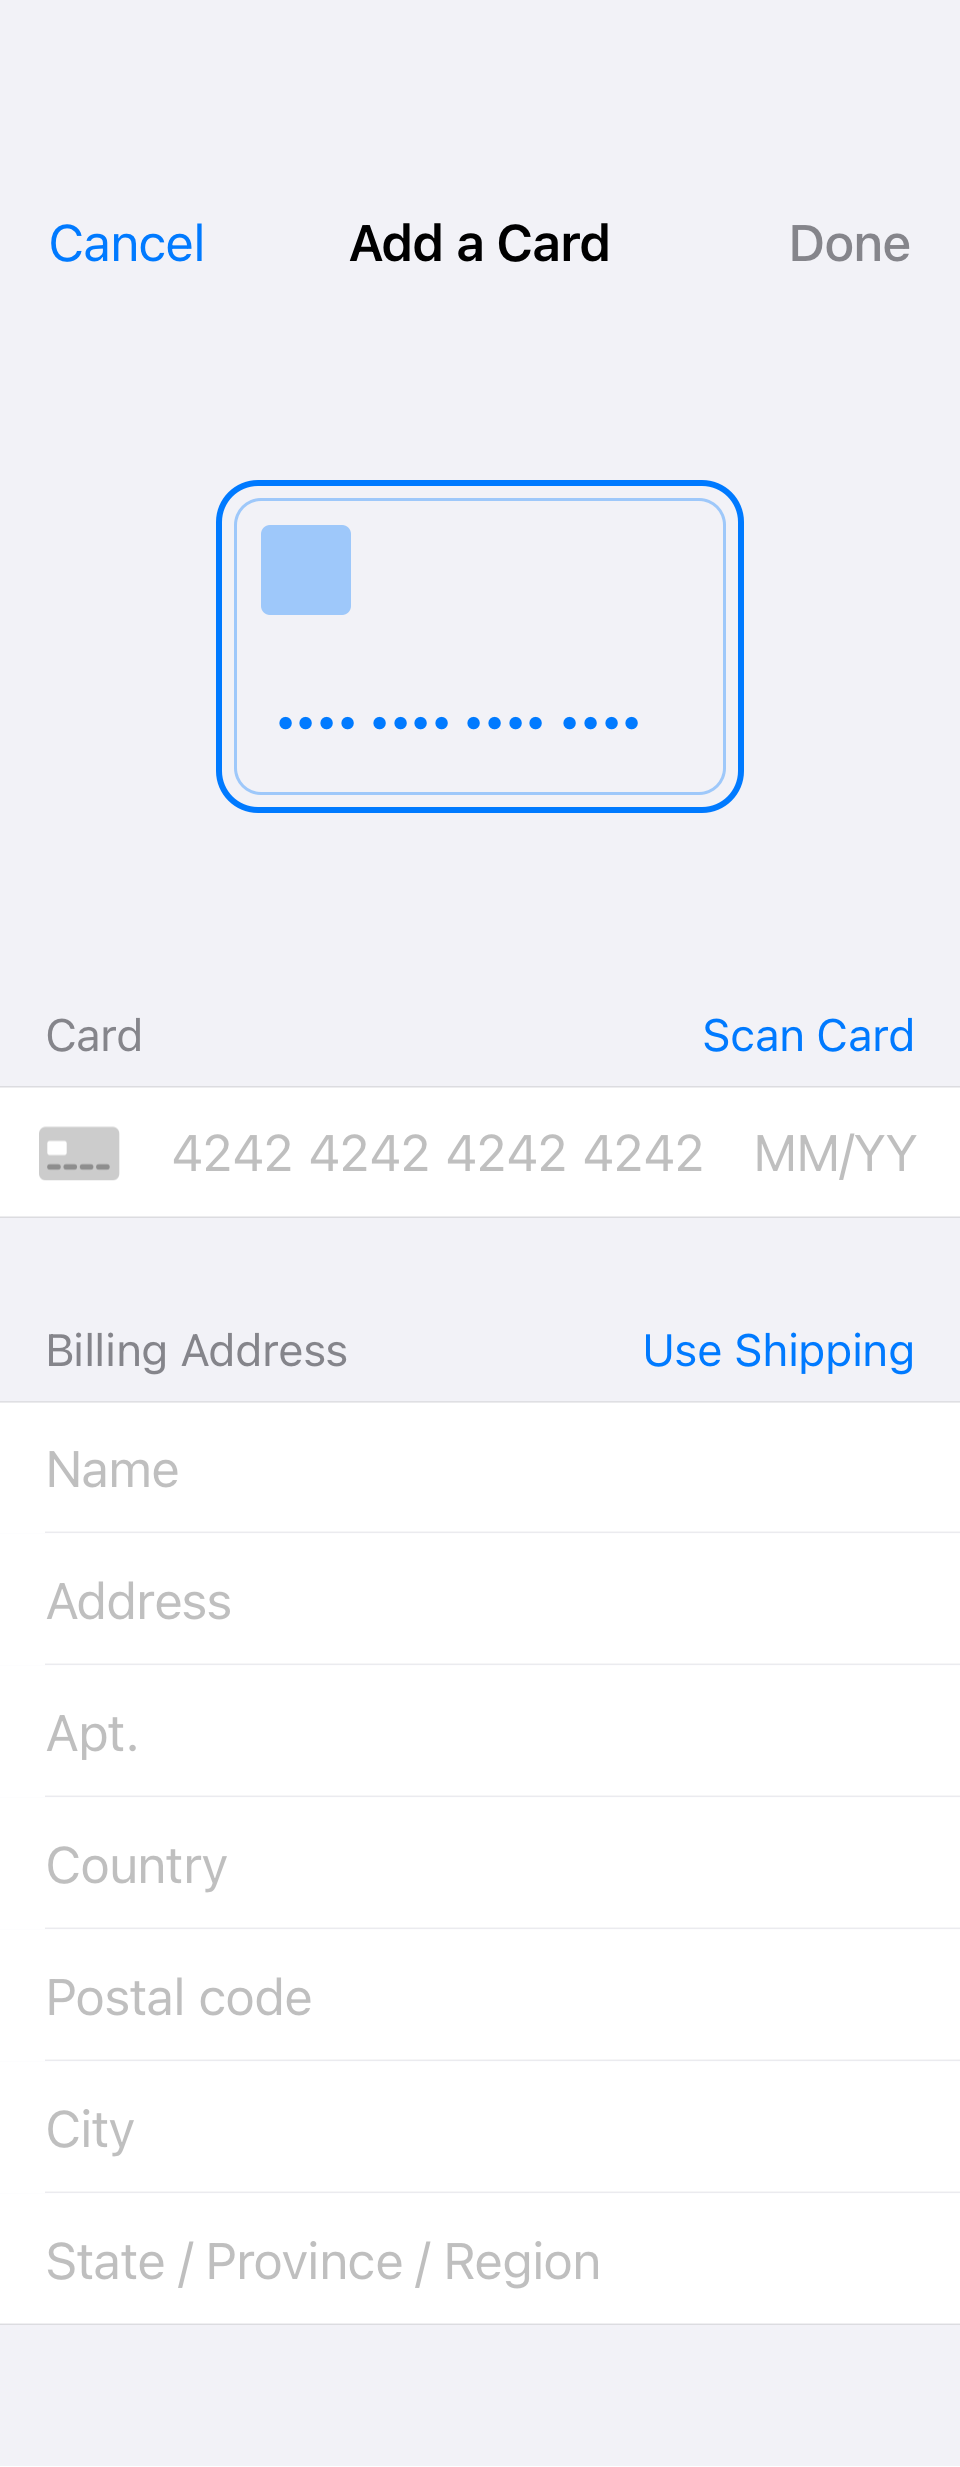 Cancel Add a Card Done
•••• •••• •••• ••••
Card Scan Card
4242 4242 4242 4242 MM/YY
Billing Address Use Shipping
Name
Address
Apt.
Country
Postal code
City
State / Province / Region